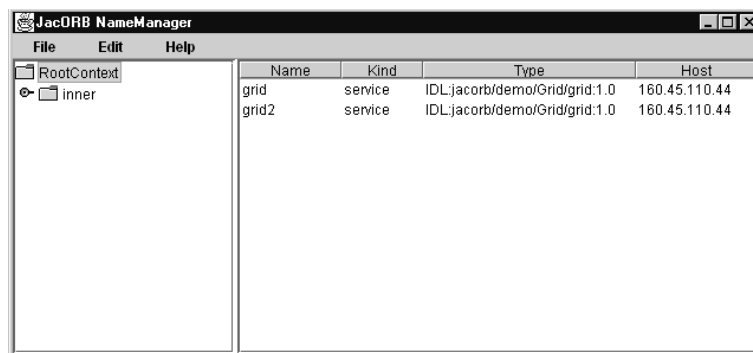 JacORB NameManager
File Edit Help
RootContext
inner
Name Kind Type Host
grid service IDL:jacorb/demo/Grid/grid:1.0 160.45.110.44
grid2 service IDL:jacorb/demo/Grid/grid:1.0 160.45.110.44